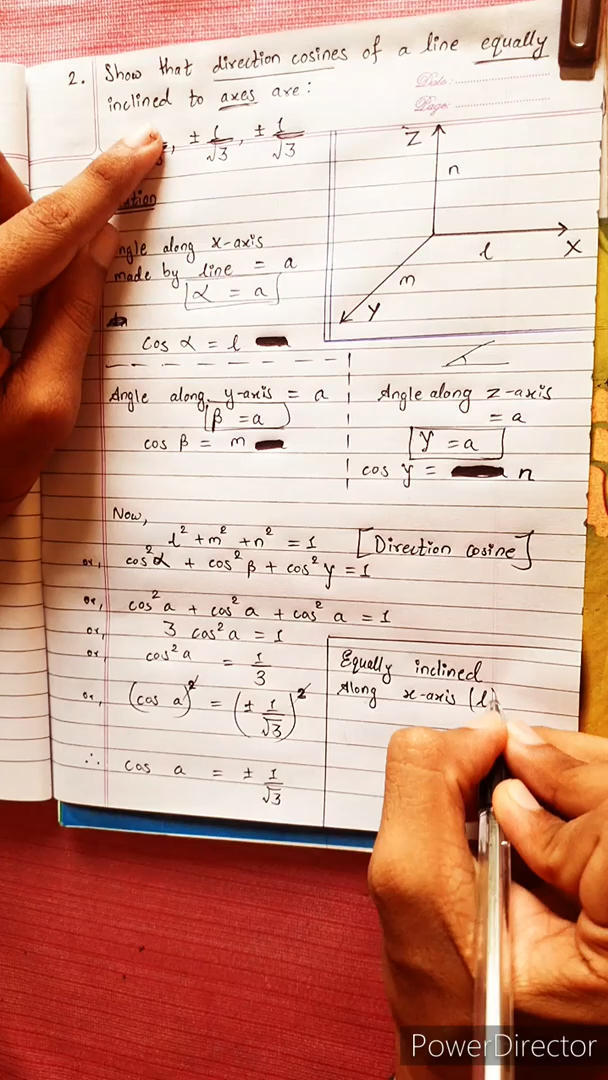 2. Show that direction cosines of a line equally
inclined to axes are:
Date:
Page:
, ± 1/√3, ± 1/√3
Z
n
l
X
m
Y
made by line = a
along x-axis
α = a
cos α = l
Angle along y-axis = a
β = a
cos β = m
Angle along z-axis
= a
γ = a
cos γ = n
Now,
l² + m² + n² = 1 [Direction cosine]
or, cos²α + cos²β + cos²γ = 1
or, cos²a + cos²a + cos²a = 1
or, 3 cos²a = 1
or cos²a = 1/3
or, (cos a)² = (± 1/√3)²
∴ cos a = ± 1/√3
Equally inclined
Along x-axis (l)
PowerDirector